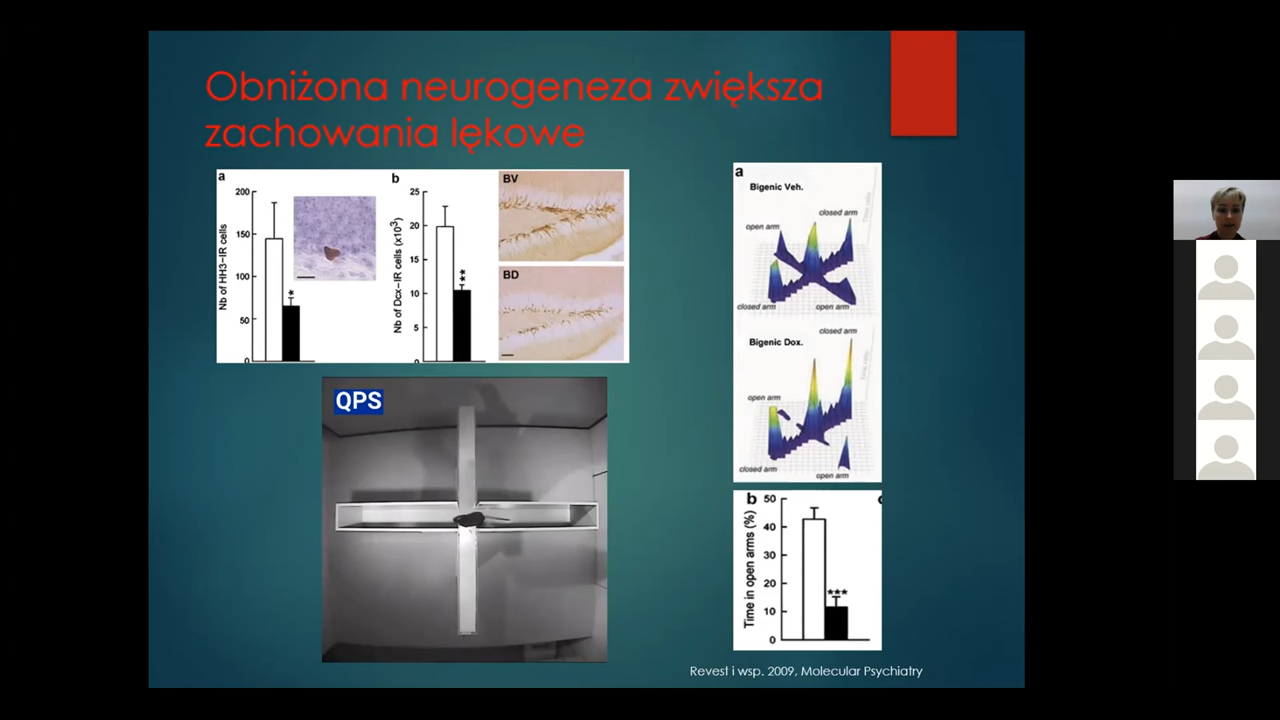 Obniżona neurogeneza zwiększa
zachowania lękowe
a
200
150
100
50
0
Nb of HH3-IR cells
*
b
25
20
15
10
5
0
Nb of Dcx-IR cells (x10³)
**
BV
BD
QPS
a
Bigenic Veh.
closed arm
open arm
closed arm
open arm
closed arm
Bigenic Dox.
open arm
closed arm
open arm
b
50
40
30
20
10
0
Time in open arms (%)
***
Revest i wsp. 2009, Molecular Psychiatry